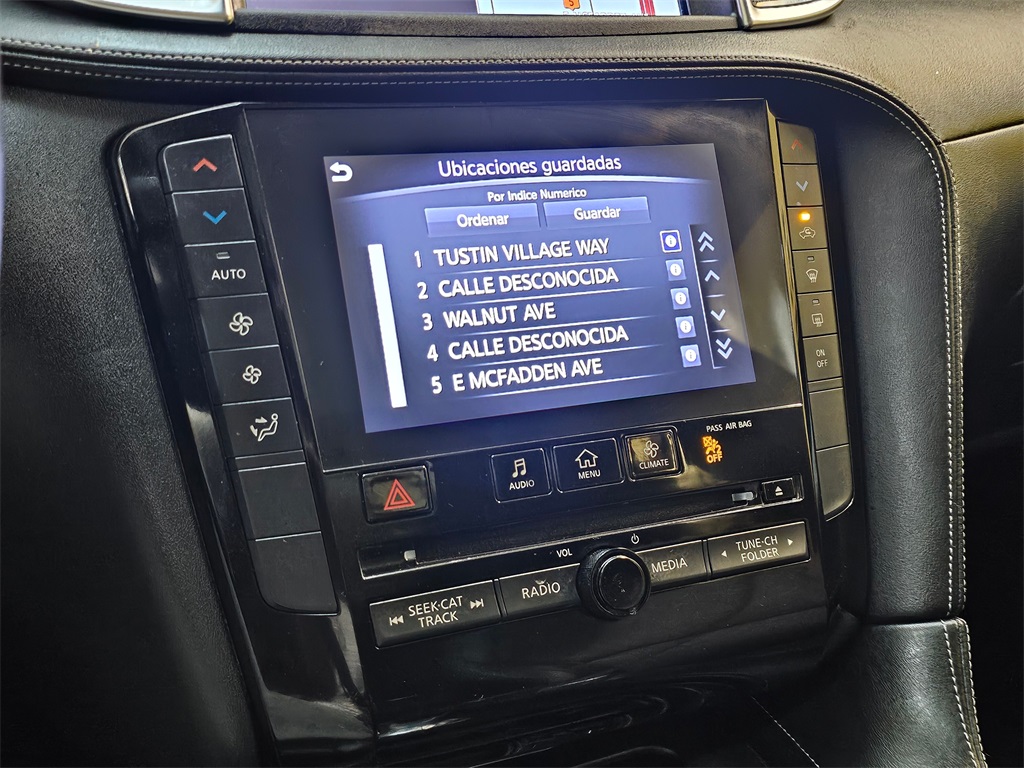 Ubicaciones guardadas
Por Indice Numerico
Ordenar Guardar
1 TUSTIN VILLAGE WAY
2 CALLE DESCONOCIDA
3 WALNUT AVE
4 CALLE DESCONOCIDA
5 E MCFADDEN AVE
AUTO
ON
OFF
PASS AIR BAG
OFF
AUDIO
MENU
CLIMATE
VOL
SEEK·CAT
TRACK
RADIO
MEDIA
TUNE·CH
FOLDER